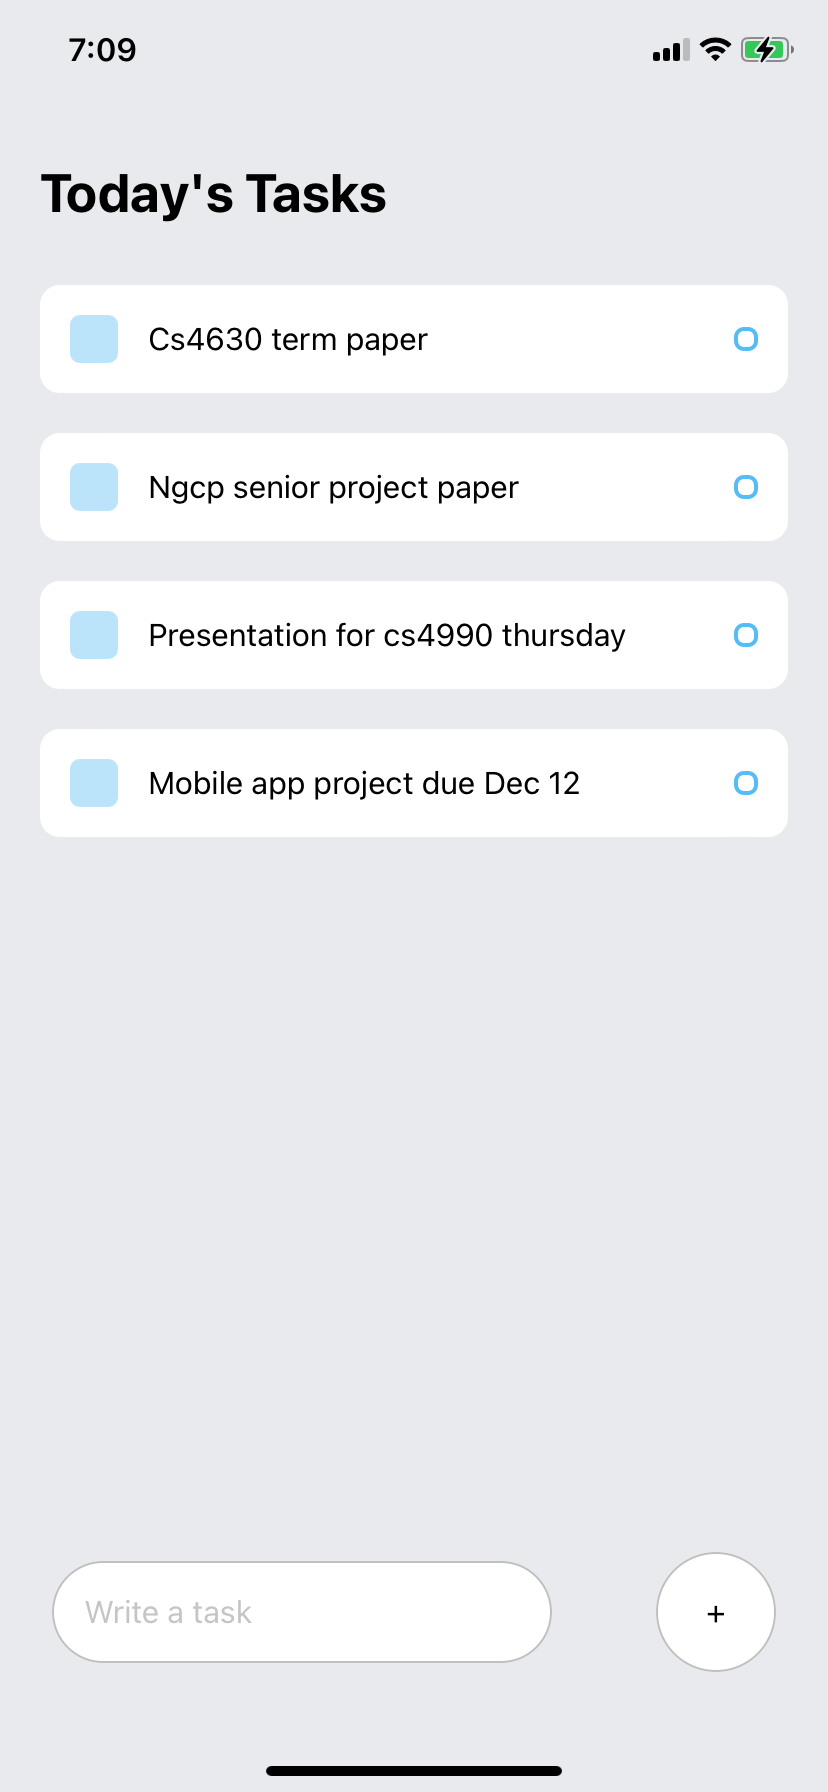 7:09
Today's Tasks
Cs4630 term paper
Ngcp senior project paper
Presentation for cs4990 thursday
Mobile app project due Dec 12
Write a task
+